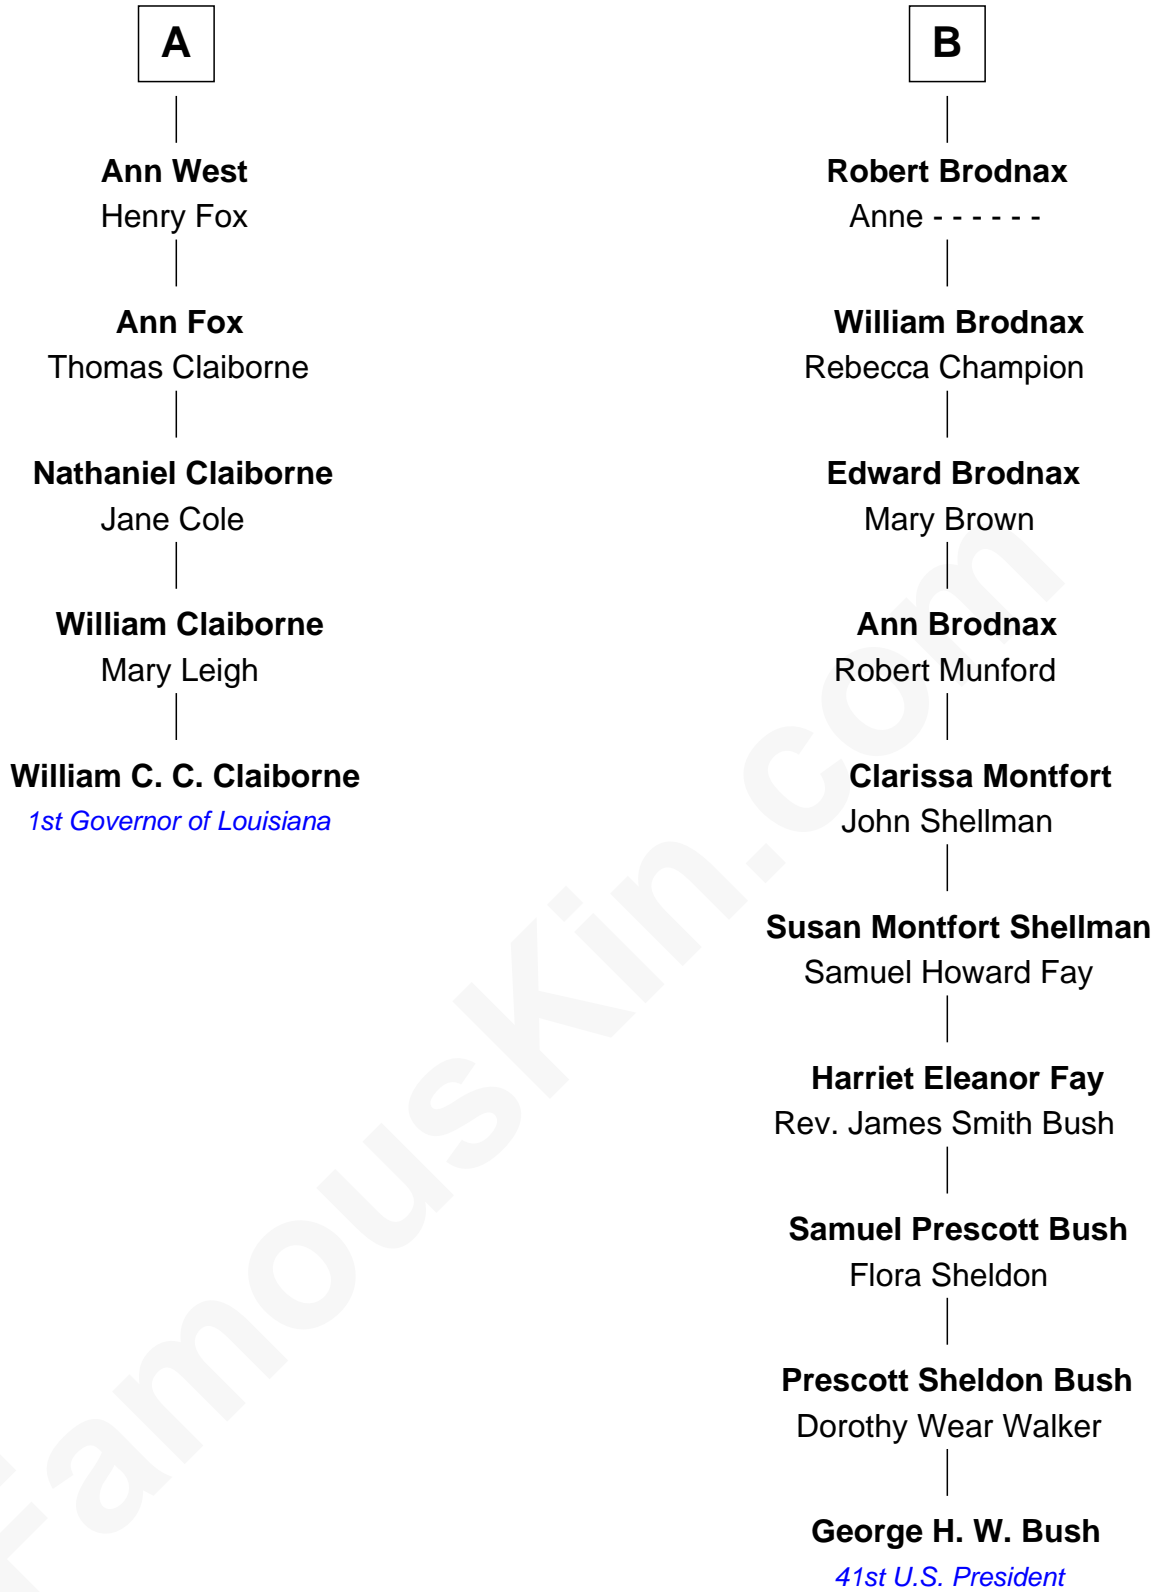 A
Ann West
Henry Fox
Ann Fox
Thomas Claiborne
Nathaniel Claiborne
Jane Cole
William Claiborne
Mary Leigh
William C. C. Claiborne
1st Governor of Louisiana
B
Robert Brodnax
Anne - - - - - -
William Brodnax
Rebecca Champion
Edward Brodnax
Mary Brown
Ann Brodnax
Robert Munford
Clarissa Montfort
John Shellman
Susan Montfort Shellman
Samuel Howard Fay
Harriet Eleanor Fay
Rev. James Smith Bush
Samuel Prescott Bush
Flora Sheldon
Prescott Sheldon Bush
Dorothy Wear Walker
George H. W. Bush
41st U.S. President
FamousKin.com